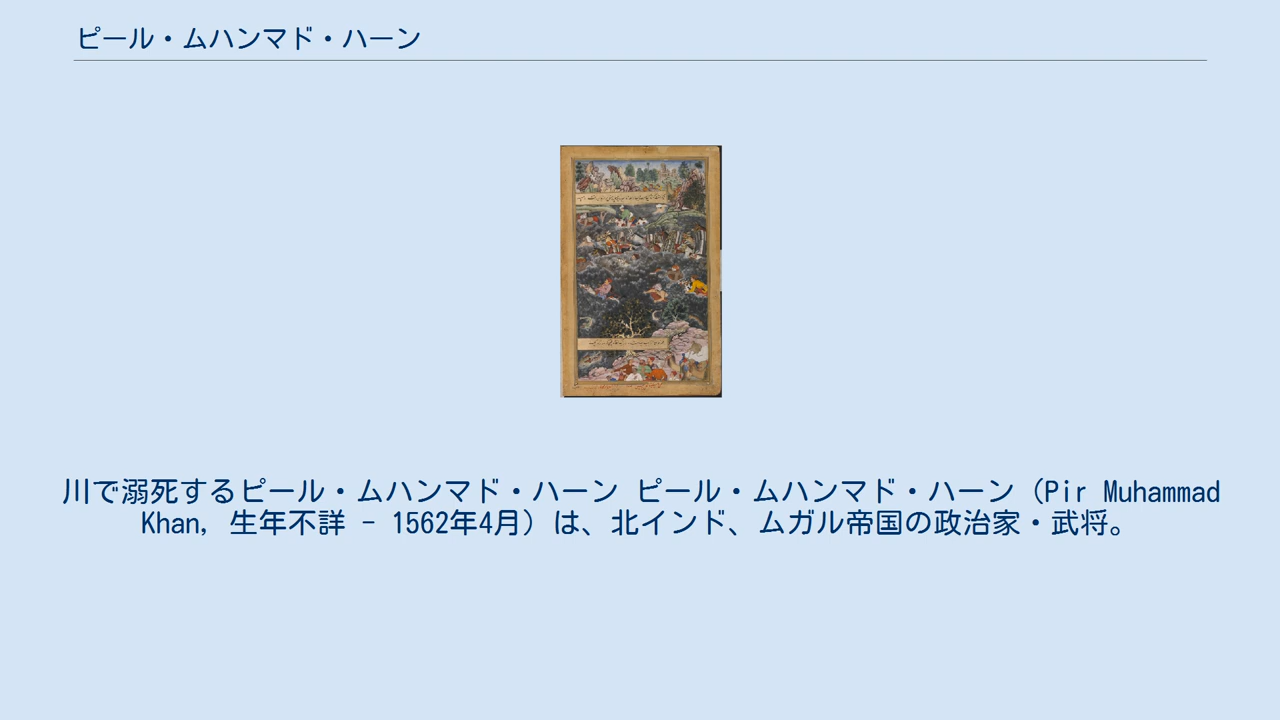 ピール・ムハンマド・ハーン
川で溺死するピール・ムハンマド・ハーン ピール・ムハンマド・ハーン（Pir Muhammad
Khan, 生年不詳 - 1562年4月）は、北インド、ムガル帝国の政治家・武将。